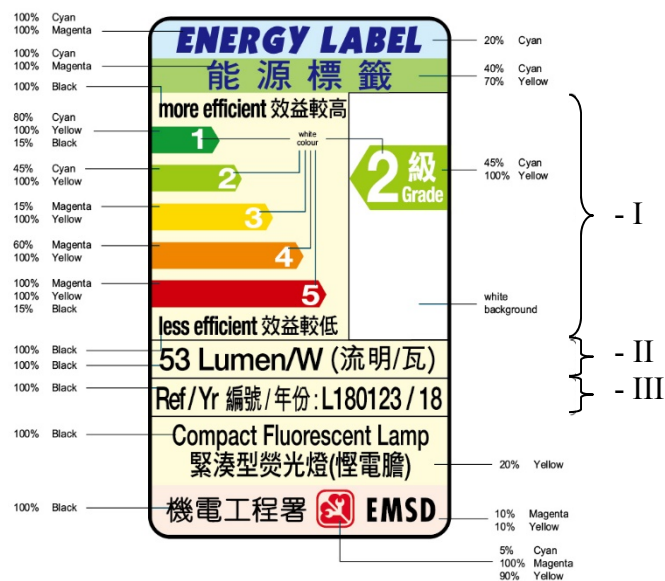 100% Cyan
100% Magenta
ENERGY LABEL
20% Cyan
100% Cyan
100% Magenta
能源標籤
40% Cyan
70% Yellow
100% Black
more efficient 效益較高
80% Cyan
100% Yellow
15% Black
1
white
colour
2 級
Grade
45% Cyan
100% Yellow
45% Cyan
100% Yellow
2
15% Magenta
100% Yellow
3
- I
60% Magenta
100% Yellow
4
100% Magenta
100% Yellow
15% Black
5
white
background
less efficient 效益較低
100% Black
100% Black
53 Lumen/W (流明/瓦)
- II
100% Black
Ref / Yr 編號 / 年份 : L180123 / 18
- III
100% Black
Compact Fluorescent Lamp
緊湊型熒光燈(慳電膽)
20% Yellow
100% Black
機電工程署 EMSD
10% Magenta
10% Yellow
5% Cyan
100% Magenta
90% Yellow